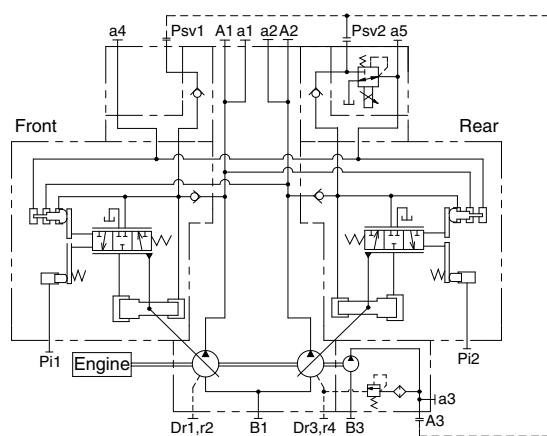 a4 Psv1 A1 a1 a2 A2 Psv2 a5
Front Rear
Pi1 Pi2
Engine
a3
A3
Dr1,r2 B1 Dr3,r4 B3